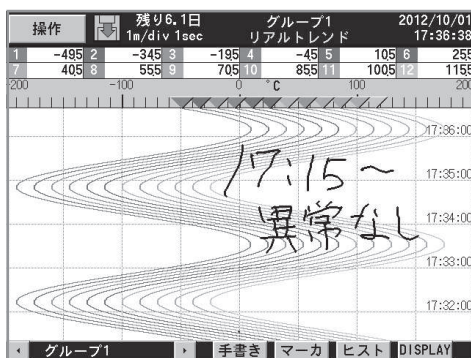 操作 残り6.1日 グループ1 2012/10/01
1m/div 1sec リアルトレンド 17:36:38
1 -495 2 -345 3 -195 4 -45 5 105 6 255
7 405 8 555 9 705 10 855 11 1005 12 1155
-200 -100 °C 100 200
17:36:00
17:15～
17:35:00
異常なし
17:34:00
17:33:00
17:32:00
グループ1 手書き マーカ ヒスト DISPLAY